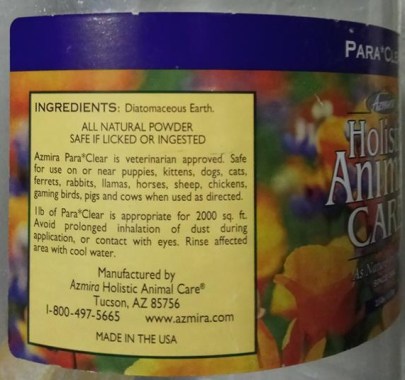 PARA*CLE
INGREDIENTS: Diatomaceous Earth.
ALL NATURAL POWDER
SAFE IF LICKED OR INGESTED
Azmira Para*Clear is veterinarian approved. Safe
for use on or near puppies, kittens, dogs, cats,
ferrets, rabbits, llamas, horses, sheep, chickens,
gaming birds, pigs and cows when used as directed.
1lb of Para*Clear is appropriate for 2000 sq. ft.
Avoid prolonged inhalation of dust during
application, or contact with eyes. Rinse affected
area with cool water.
Manufactured by
Azmira Holistic Animal Care®
Tucson, AZ 85756
1-800-497-5665 www.azmira.com
MADE IN THE USA
Holis
ANIM
CAR